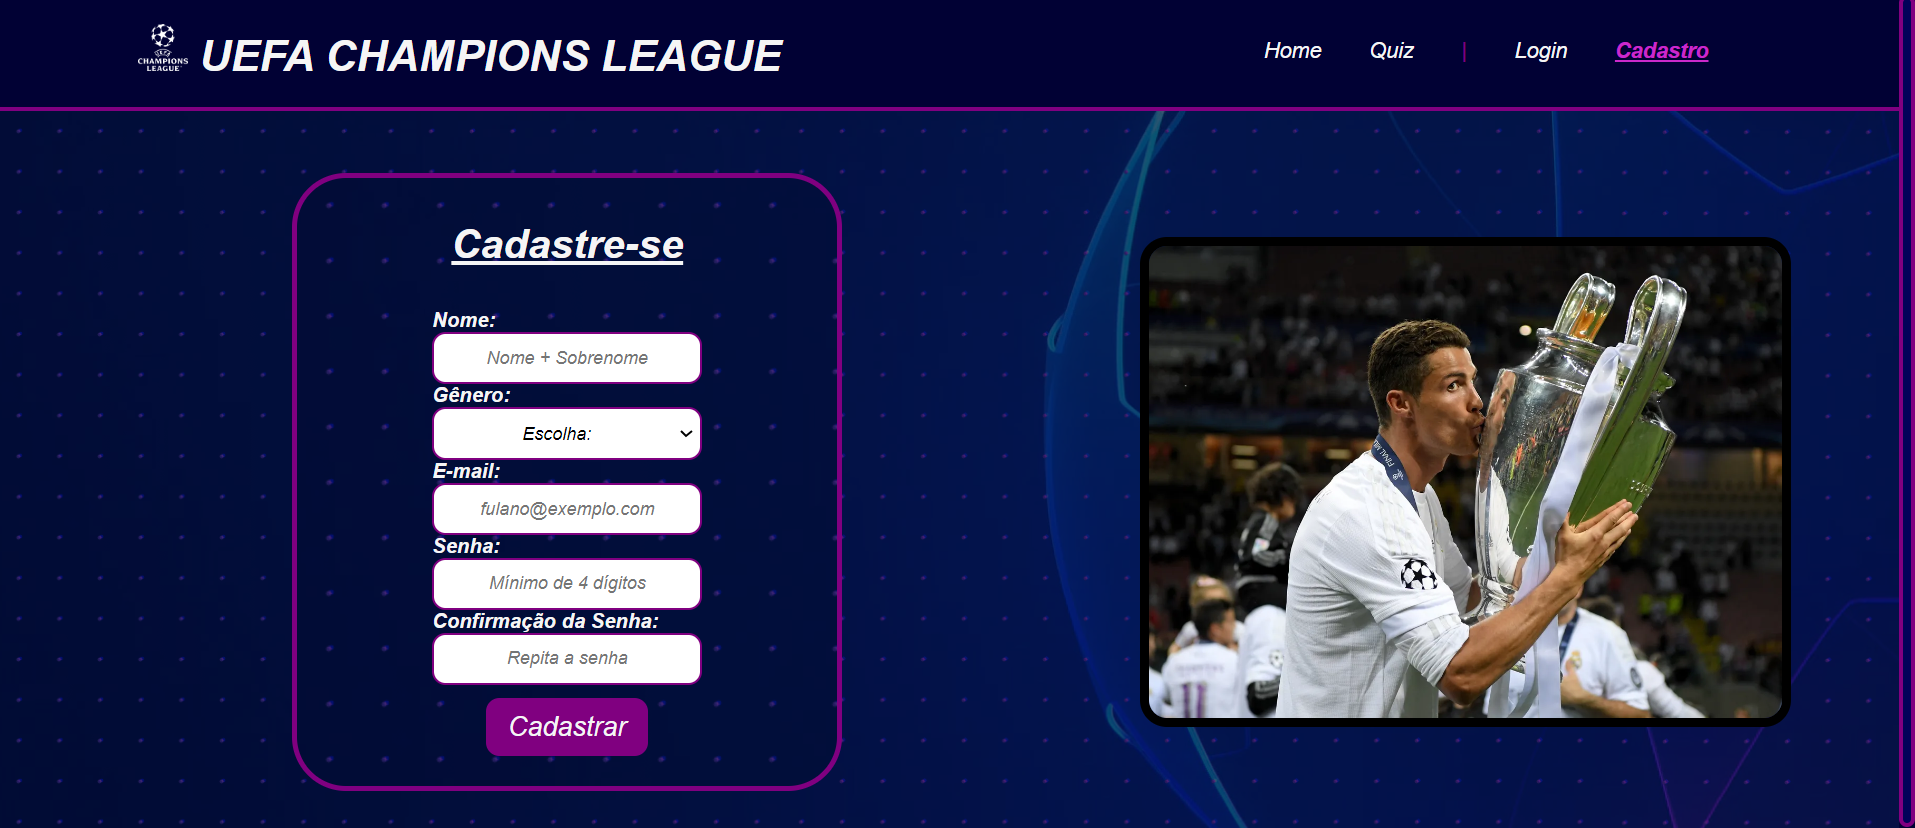 UEFA
CHAMPIONS
LEAGUE
UEFA CHAMPIONS LEAGUE
Home Quiz | Login Cadastro
Cadastre-se
Nome:
Nome + Sobrenome
Gênero:
Escolha:
E-mail:
fulano@exemplo.com
Senha:
Mínimo de 4 dígitos
Confirmação da Senha:
Repita a senha
Cadastrar